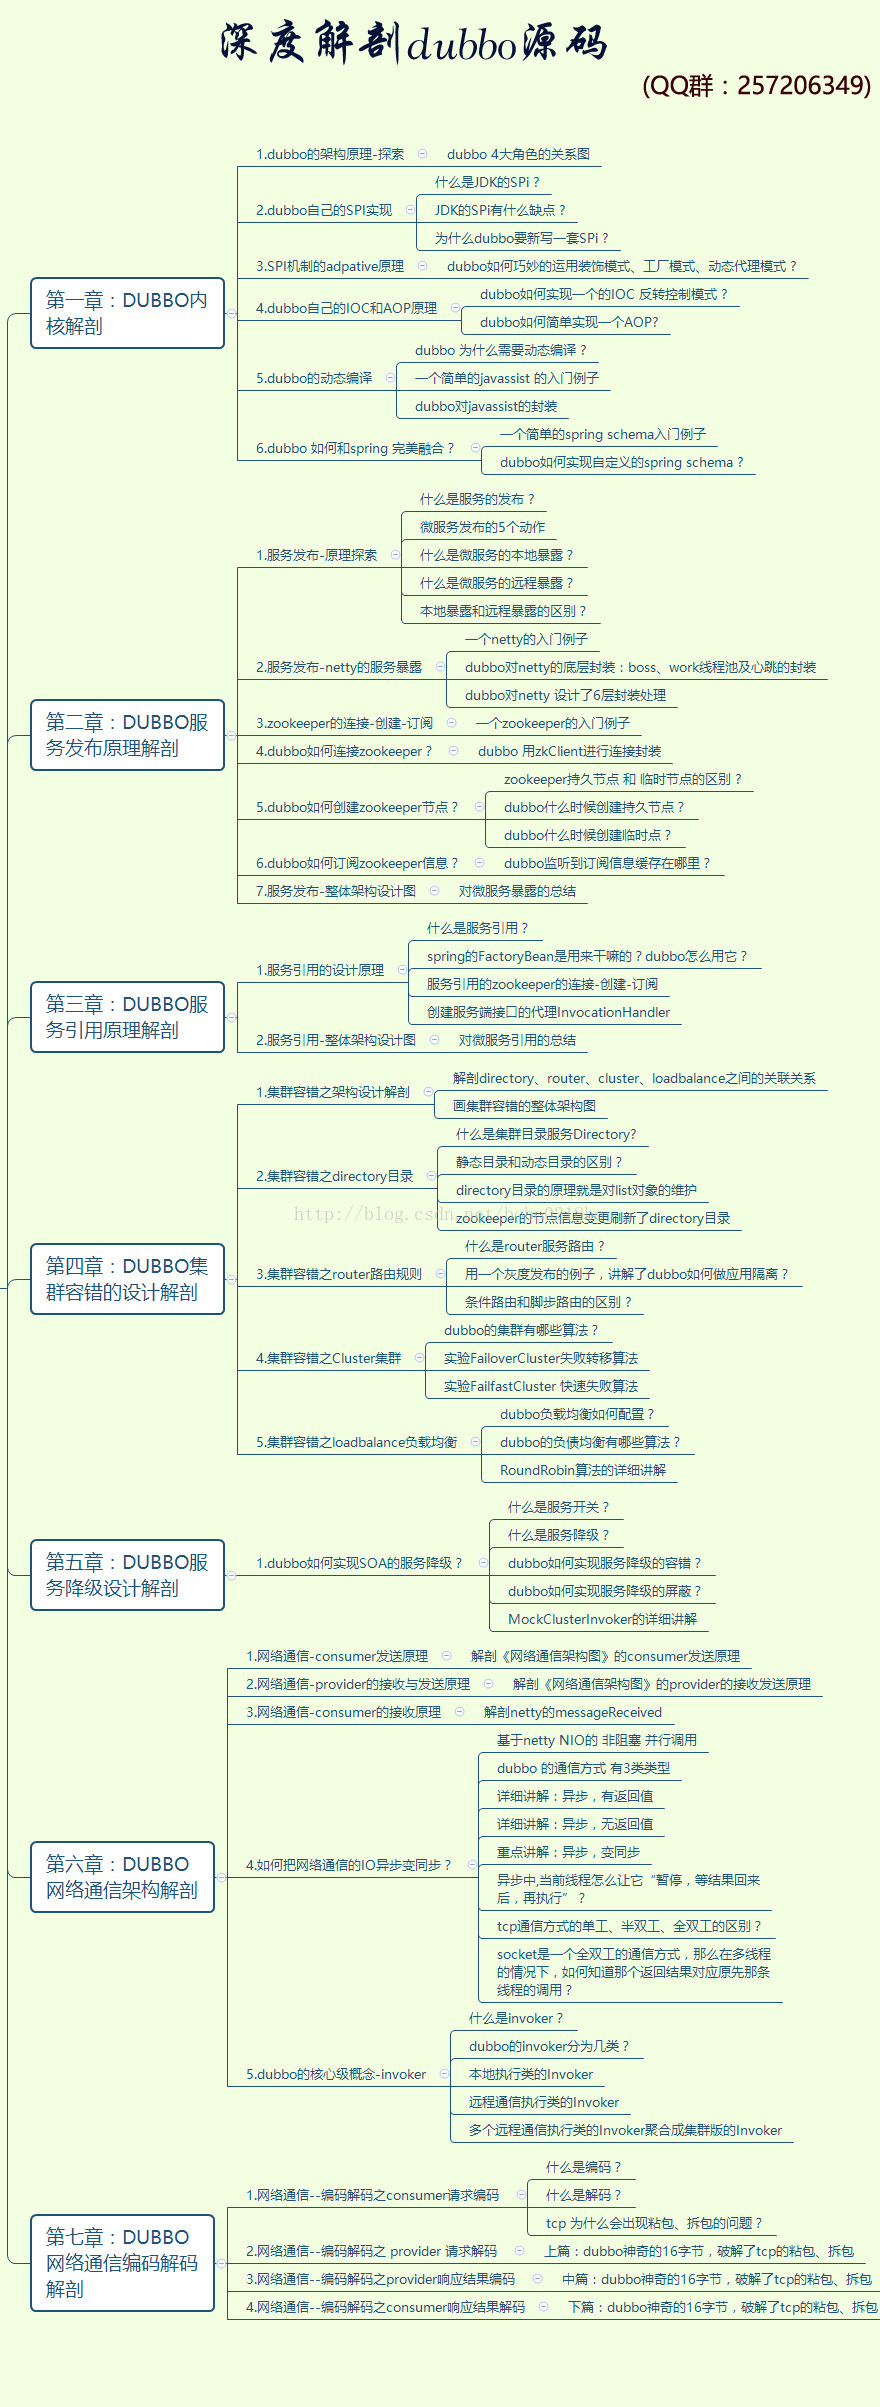 深度解剖dubbo源码
(QQ群：257206349)
第一章：DUBBO内
核解剖
1.dubbo的架构原理-探索
dubbo 4大角色的关系图
2.dubbo自己的SPI实现
什么是JDK的SPi？
JDK的SPi有什么缺点？
为什么dubbo要新写一套SPi？
3.SPI机制的adpative原理
dubbo如何巧妙的运用装饰模式、工厂模式、动态代理模式？
4.dubbo自己的IOC和AOP原理
dubbo如何实现一个的IOC 反转控制模式？
dubbo如何简单实现一个AOP?
5.dubbo的动态编译
dubbo 为什么需要动态编译？
一个简单的javassist 的入门例子
dubbo对javassist的封装
6.dubbo 如何和spring 完美融合？
一个简单的spring schema入门例子
dubbo如何实现自定义的spring schema？
第二章：DUBBO服
务发布原理解剖
1.服务发布-原理探索
什么是服务的发布？
微服务发布的5个动作
什么是微服务的本地暴露？
什么是微服务的远程暴露？
本地暴露和远程暴露的区别？
2.服务发布-netty的服务暴露
一个netty的入门例子
dubbo对netty的底层封装：boss、work线程池及心跳的封装
dubbo对netty 设计了6层封装处理
3.zookeeper的连接-创建-订阅
一个zookeeper的入门例子
4.dubbo如何连接zookeeper？
dubbo 用zkClient进行连接封装
5.dubbo如何创建zookeeper节点？
zookeeper持久节点 和 临时节点的区别？
dubbo什么时候创建持久节点？
dubbo什么时候创建临时点？
6.dubbo如何订阅zookeeper信息？
dubbo监听到订阅信息缓存在哪里？
7.服务发布-整体架构设计图
对微服务暴露的总结
第三章：DUBBO服
务引用原理解剖
1.服务引用的设计原理
什么是服务引用？
spring的FactoryBean是用来干嘛的？dubbo怎么用它？
服务引用的zookeeper的连接-创建-订阅
创建服务端接口的代理InvocationHandler
2.服务引用-整体架构设计图
对微服务引用的总结
第四章：DUBBO集
群容错的设计解剖
1.集群容错之架构设计解剖
解剖directory、router、cluster、loadbalance之间的关联关系
画集群容错的整体架构图
2.集群容错之directory目录
什么是集群目录服务Directory?
静态目录和动态目录的区别？
directory目录的原理就是对list对象的维护
zookeeper的节点信息变更刷新了directory目录
3.集群容错之router路由规则
什么是router服务路由？
用一个灰度发布的例子，讲解了dubbo如何做应用隔离？
条件路由和脚步路由的区别？
4.集群容错之Cluster集群
dubbo的集群有哪些算法？
实验FailoverCluster失败转移算法
实验FailfastCluster 快速失败算法
5.集群容错之loadbalance负载均衡
dubbo负载均衡如何配置？
dubbo的负债均衡有哪些算法？
RoundRobin算法的详细讲解
第五章：DUBBO服
务降级设计解剖
1.dubbo如何实现SOA的服务降级？
什么是服务开关？
什么是服务降级？
dubbo如何实现服务降级的容错？
dubbo如何实现服务降级的屏蔽？
MockClusterInvoker的详细讲解
第六章：DUBBO
网络通信架构解剖
1.网络通信-consumer发送原理
解剖《网络通信架构图》的consumer发送原理
2.网络通信-provider的接收与发送原理
解剖《网络通信架构图》的provider的接收发送原理
3.网络通信-consumer的接收原理
解剖netty的messageReceived
4.如何把网络通信的IO异步变同步？
基于netty NIO的 非阻塞 并行调用
dubbo 的通信方式 有3类类型
详细讲解：异步，有返回值
详细讲解：异步，无返回值
重点讲解：异步，变同步
异步中,当前线程怎么让它“暂停，等结果回来
后，再执行”？
tcp通信方式的单工、半双工、全双工的区别？
socket是一个全双工的通信方式，那么在多线程
的情况下，如何知道那个返回结果对应原先那条
线程的调用？
5.dubbo的核心级概念-invoker
什么是invoker？
dubbo的invoker分为几类？
本地执行类的Invoker
远程通信执行类的Invoker
多个远程通信执行类的Invoker聚合成集群版的Invoker
第七章：DUBBO
网络通信编码解码
解剖
1.网络通信--编码解码之consumer请求编码
什么是编码？
什么是解码？
tcp 为什么会出现粘包、拆包的问题？
2.网络通信--编码解码之 provider 请求解码
上篇：dubbo神奇的16字节，破解了tcp的粘包、拆包
3.网络通信--编码解码之provider响应结果编码
中篇：dubbo神奇的16字节，破解了tcp的粘包、拆包
4.网络通信--编码解码之consumer响应结果解码
下篇：dubbo神奇的16字节，破解了tcp的粘包、拆包